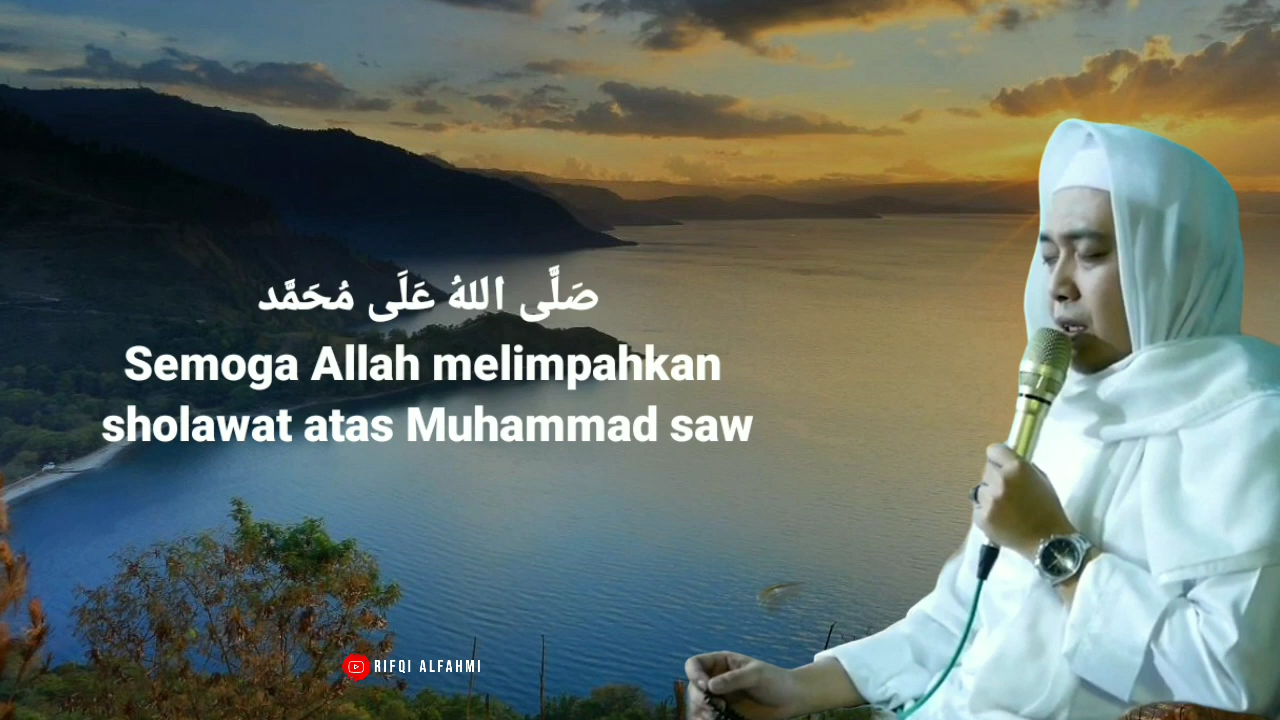 صَلَّى اللهُ عَلَى مُحَمَّد
Semoga Allah melimpahkan
sholawat atas Muhammad saw
RIFQI ALFAHMI